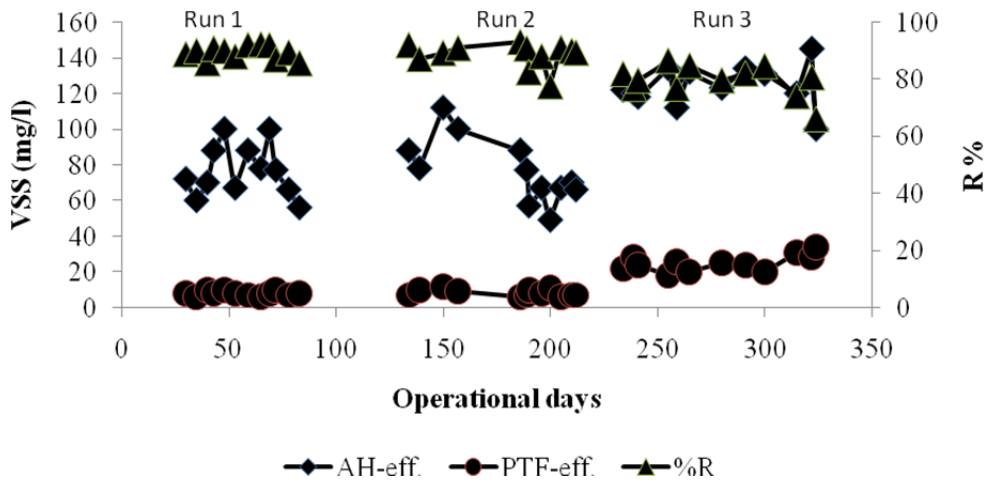 Run 1
Run 2
Run 3
160
140
120
100
80
60
40
20
0
VSS (mg/l)
100
80
60
40
20
0
R %
0
50
100
150
200
250
300
350
Operational days
AH-eff.
PTF-eff.
%R